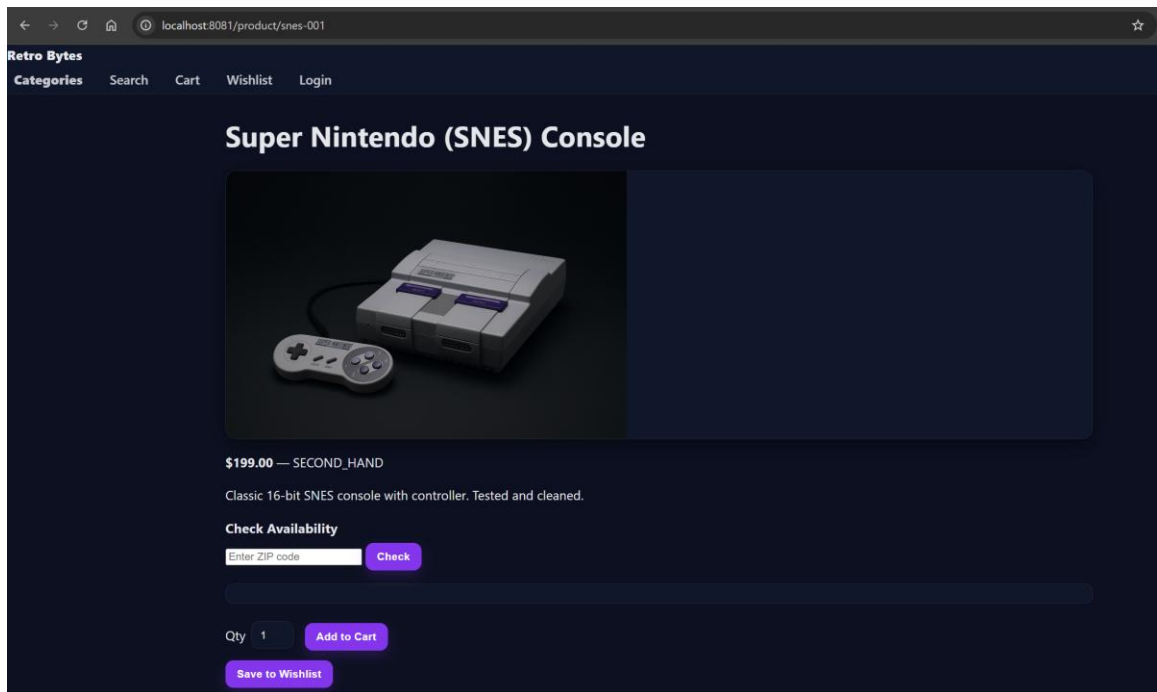 localhost:8081/product/snes-001
Retro Bytes
Categories Search Cart Wishlist Login
Super Nintendo (SNES) Console
$199.00 — SECOND_HAND
Classic 16-bit SNES console with controller. Tested and cleaned.
Check Availability
Enter ZIP code Check
Qty 1 Add to Cart
Save to Wishlist